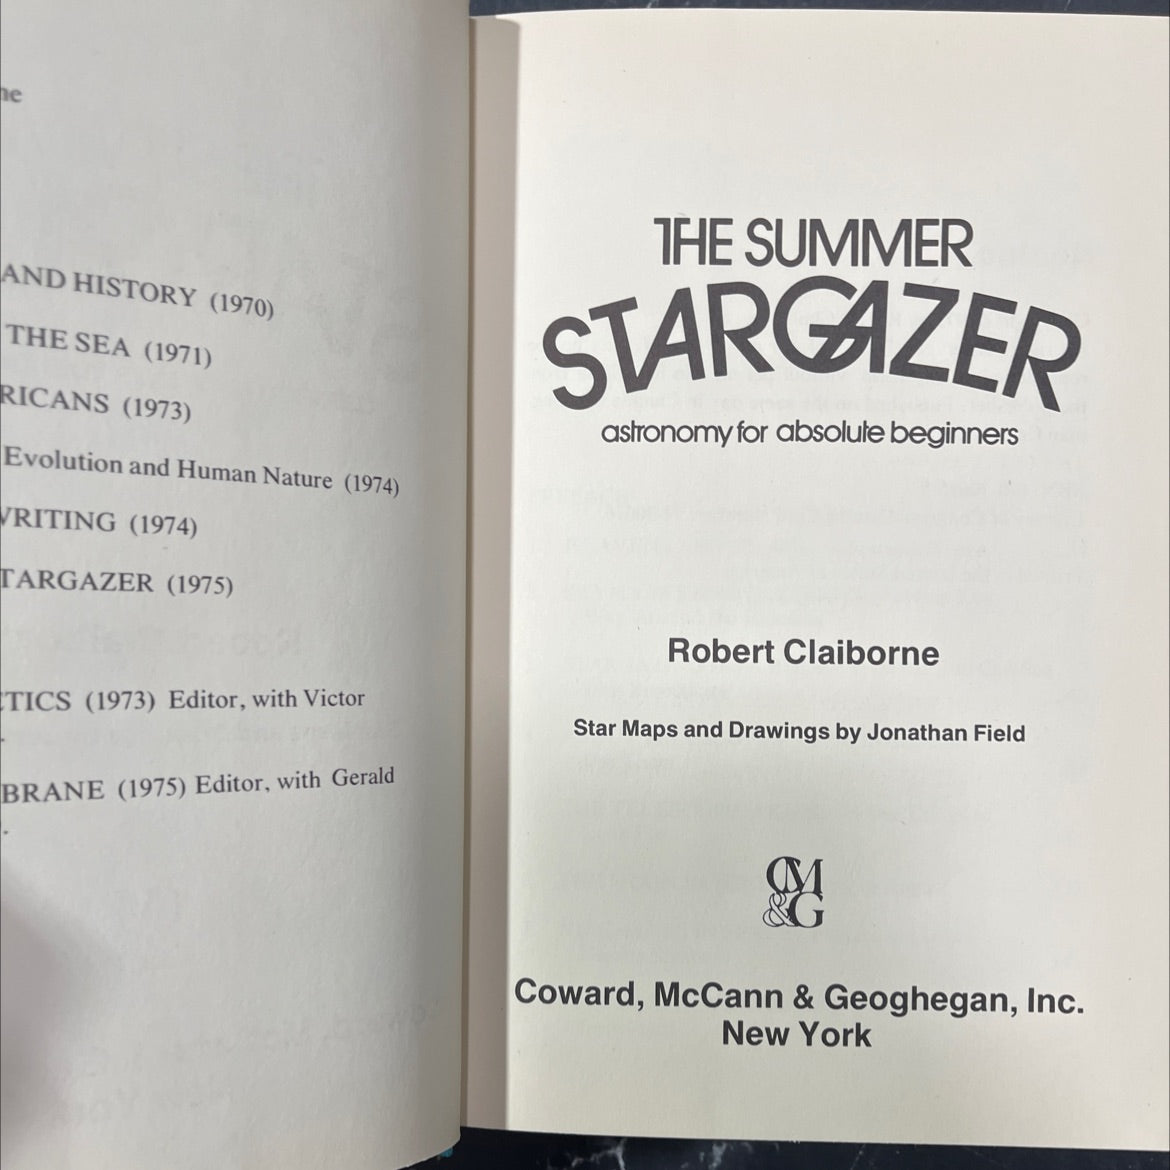 AND HISTORY (1970)
THE SEA (1971)
RICANS (1973)
Evolution and Human Nature (1974)
WRITING (1974)
TARGAZER (1975)
TICS (1973) Editor, with Victor
BRANE (1975) Editor, with Gerald
THE SUMMER
STARGAZER
astronomy for absolute beginners
Robert Claiborne
Star Maps and Drawings by Jonathan Field
CM
&G
Coward, McCann & Geoghegan, Inc.
New York